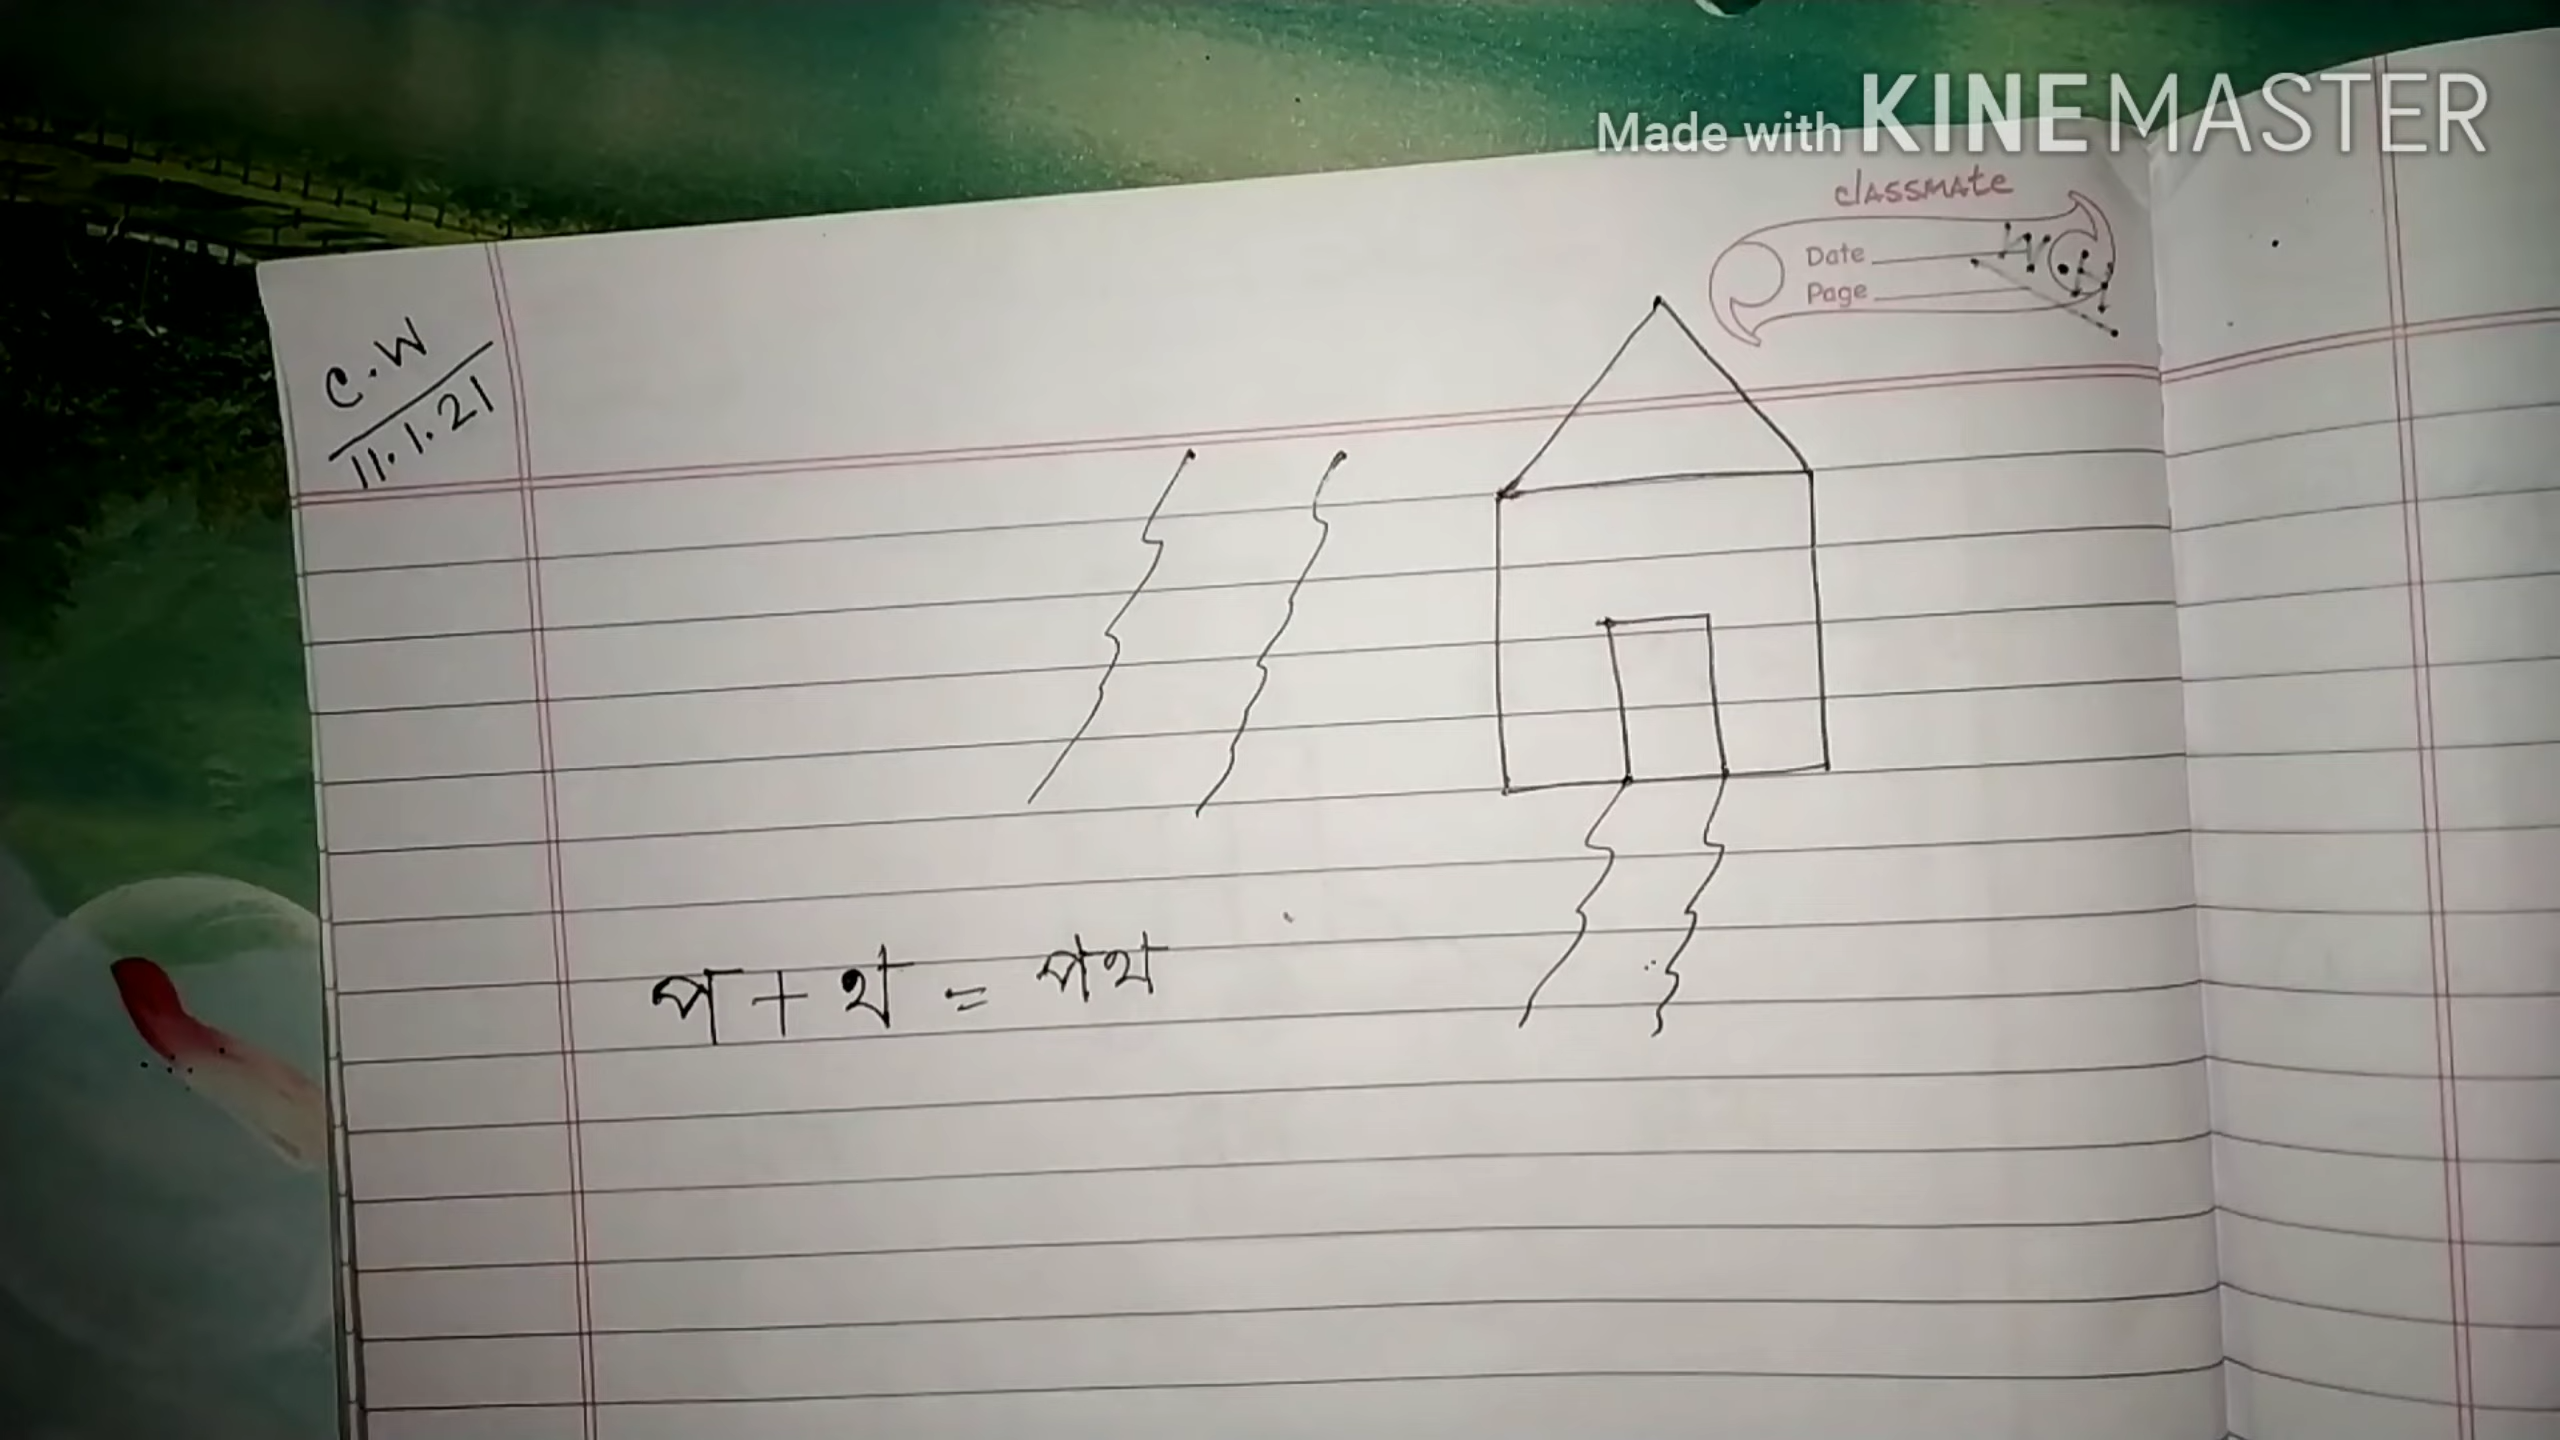 Made with KINEMASTER
classmate
Date
Page
C.W
11.1.21
প + থ = পথ